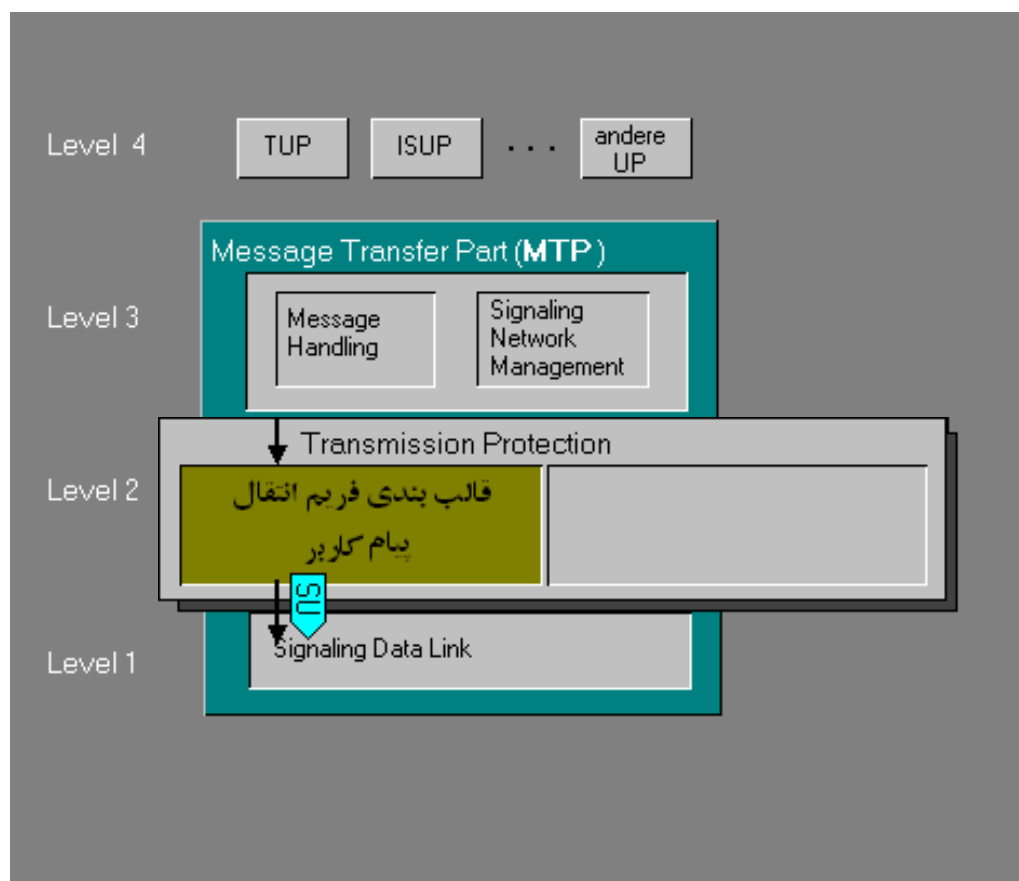 Level 4
TUP
ISUP
. . .
andere
UP
Message Transfer Part (MTP)
Level 3
Message
Handling
Signaling
Network
Management
Transmission Protection
Level 2
قالب بندی فریم انتقال
پیام کاربر
SU
Level 1
Signaling Data Link